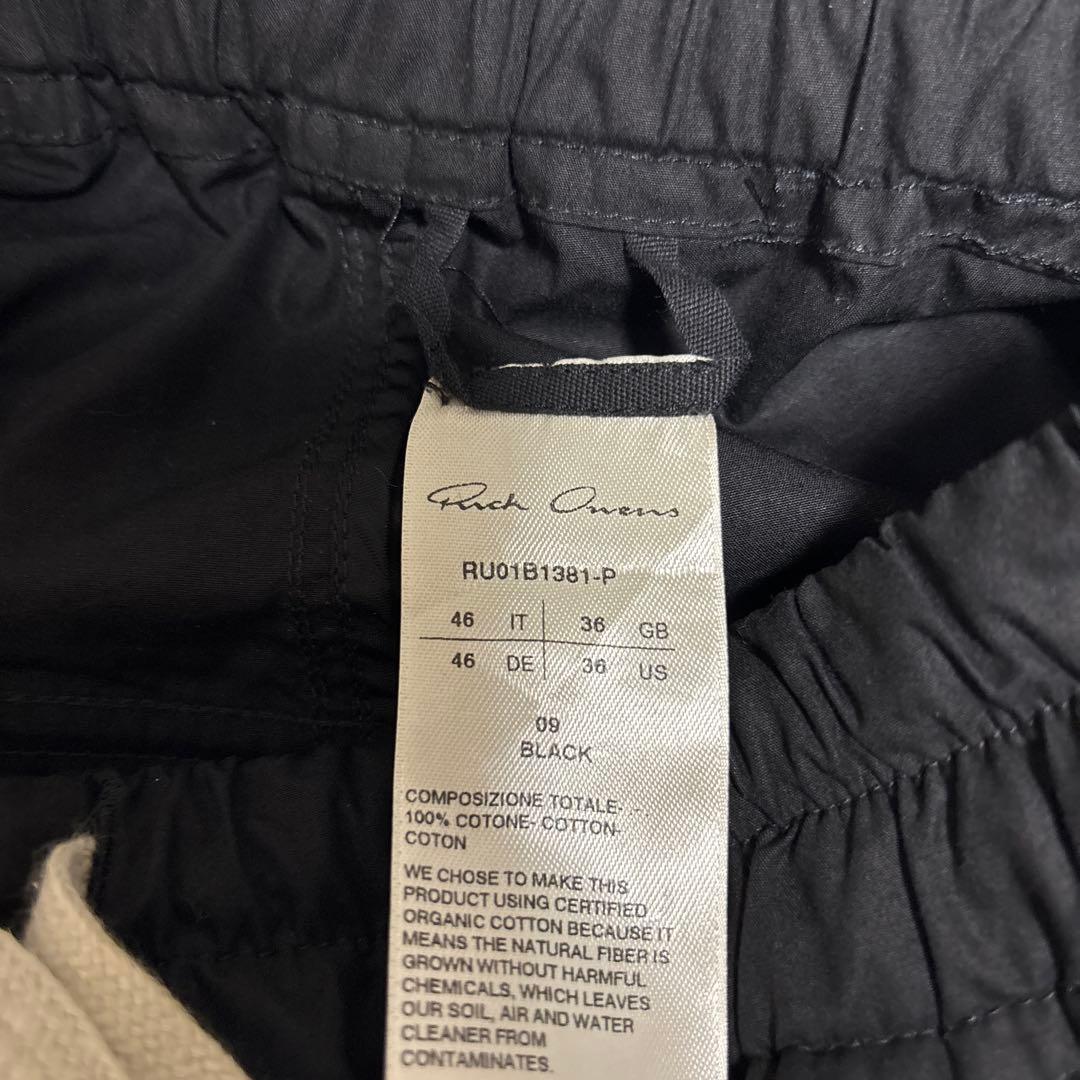 Rick Owens
RU01B1381-P
46 IT 36 GB
46 DE 36 US
09
BLACK
COMPOSIZIONE TOTALE- -
100% COTONE- COTTON-
COTON
WE CHOSE TO MAKE THIS
PRODUCT USING CERTIFIED
ORGANIC COTTON BECAUSE IT
MEANS THE NATURAL FIBER IS
GROWN WITHOUT HARMFUL
CHEMICALS, WHICH LEAVES
OUR SOIL, AIR AND WATER
CLEANER FROM
CONTAMINATES.